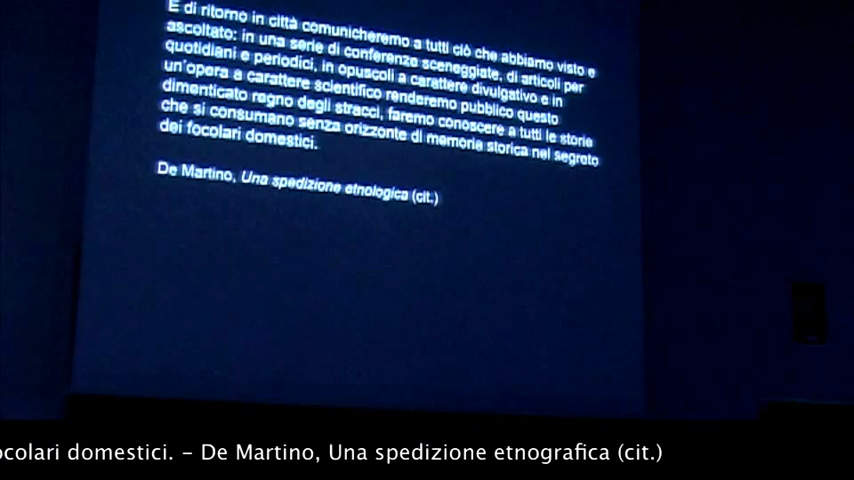 E di ritorno in città comunicheremo a tutti ciò che abbiamo visto e
ascoltato: in una serie di conferenze sceneggiate, di articoli per
quotidiani e periodici, in opuscoli a carattere divulgativo e in
un'opera a carattere scientifico renderemo pubblico questo
dimenticato regno degli stracci, faremo conoscere a tutti le storie
che si consumano senza orizzonte di memoria storica nel segreto
dei focolari domestici.
De Martino, Una spedizione etnologica (cit.)
ocolari domestici. – De Martino, Una spedizione etnografica (cit.)